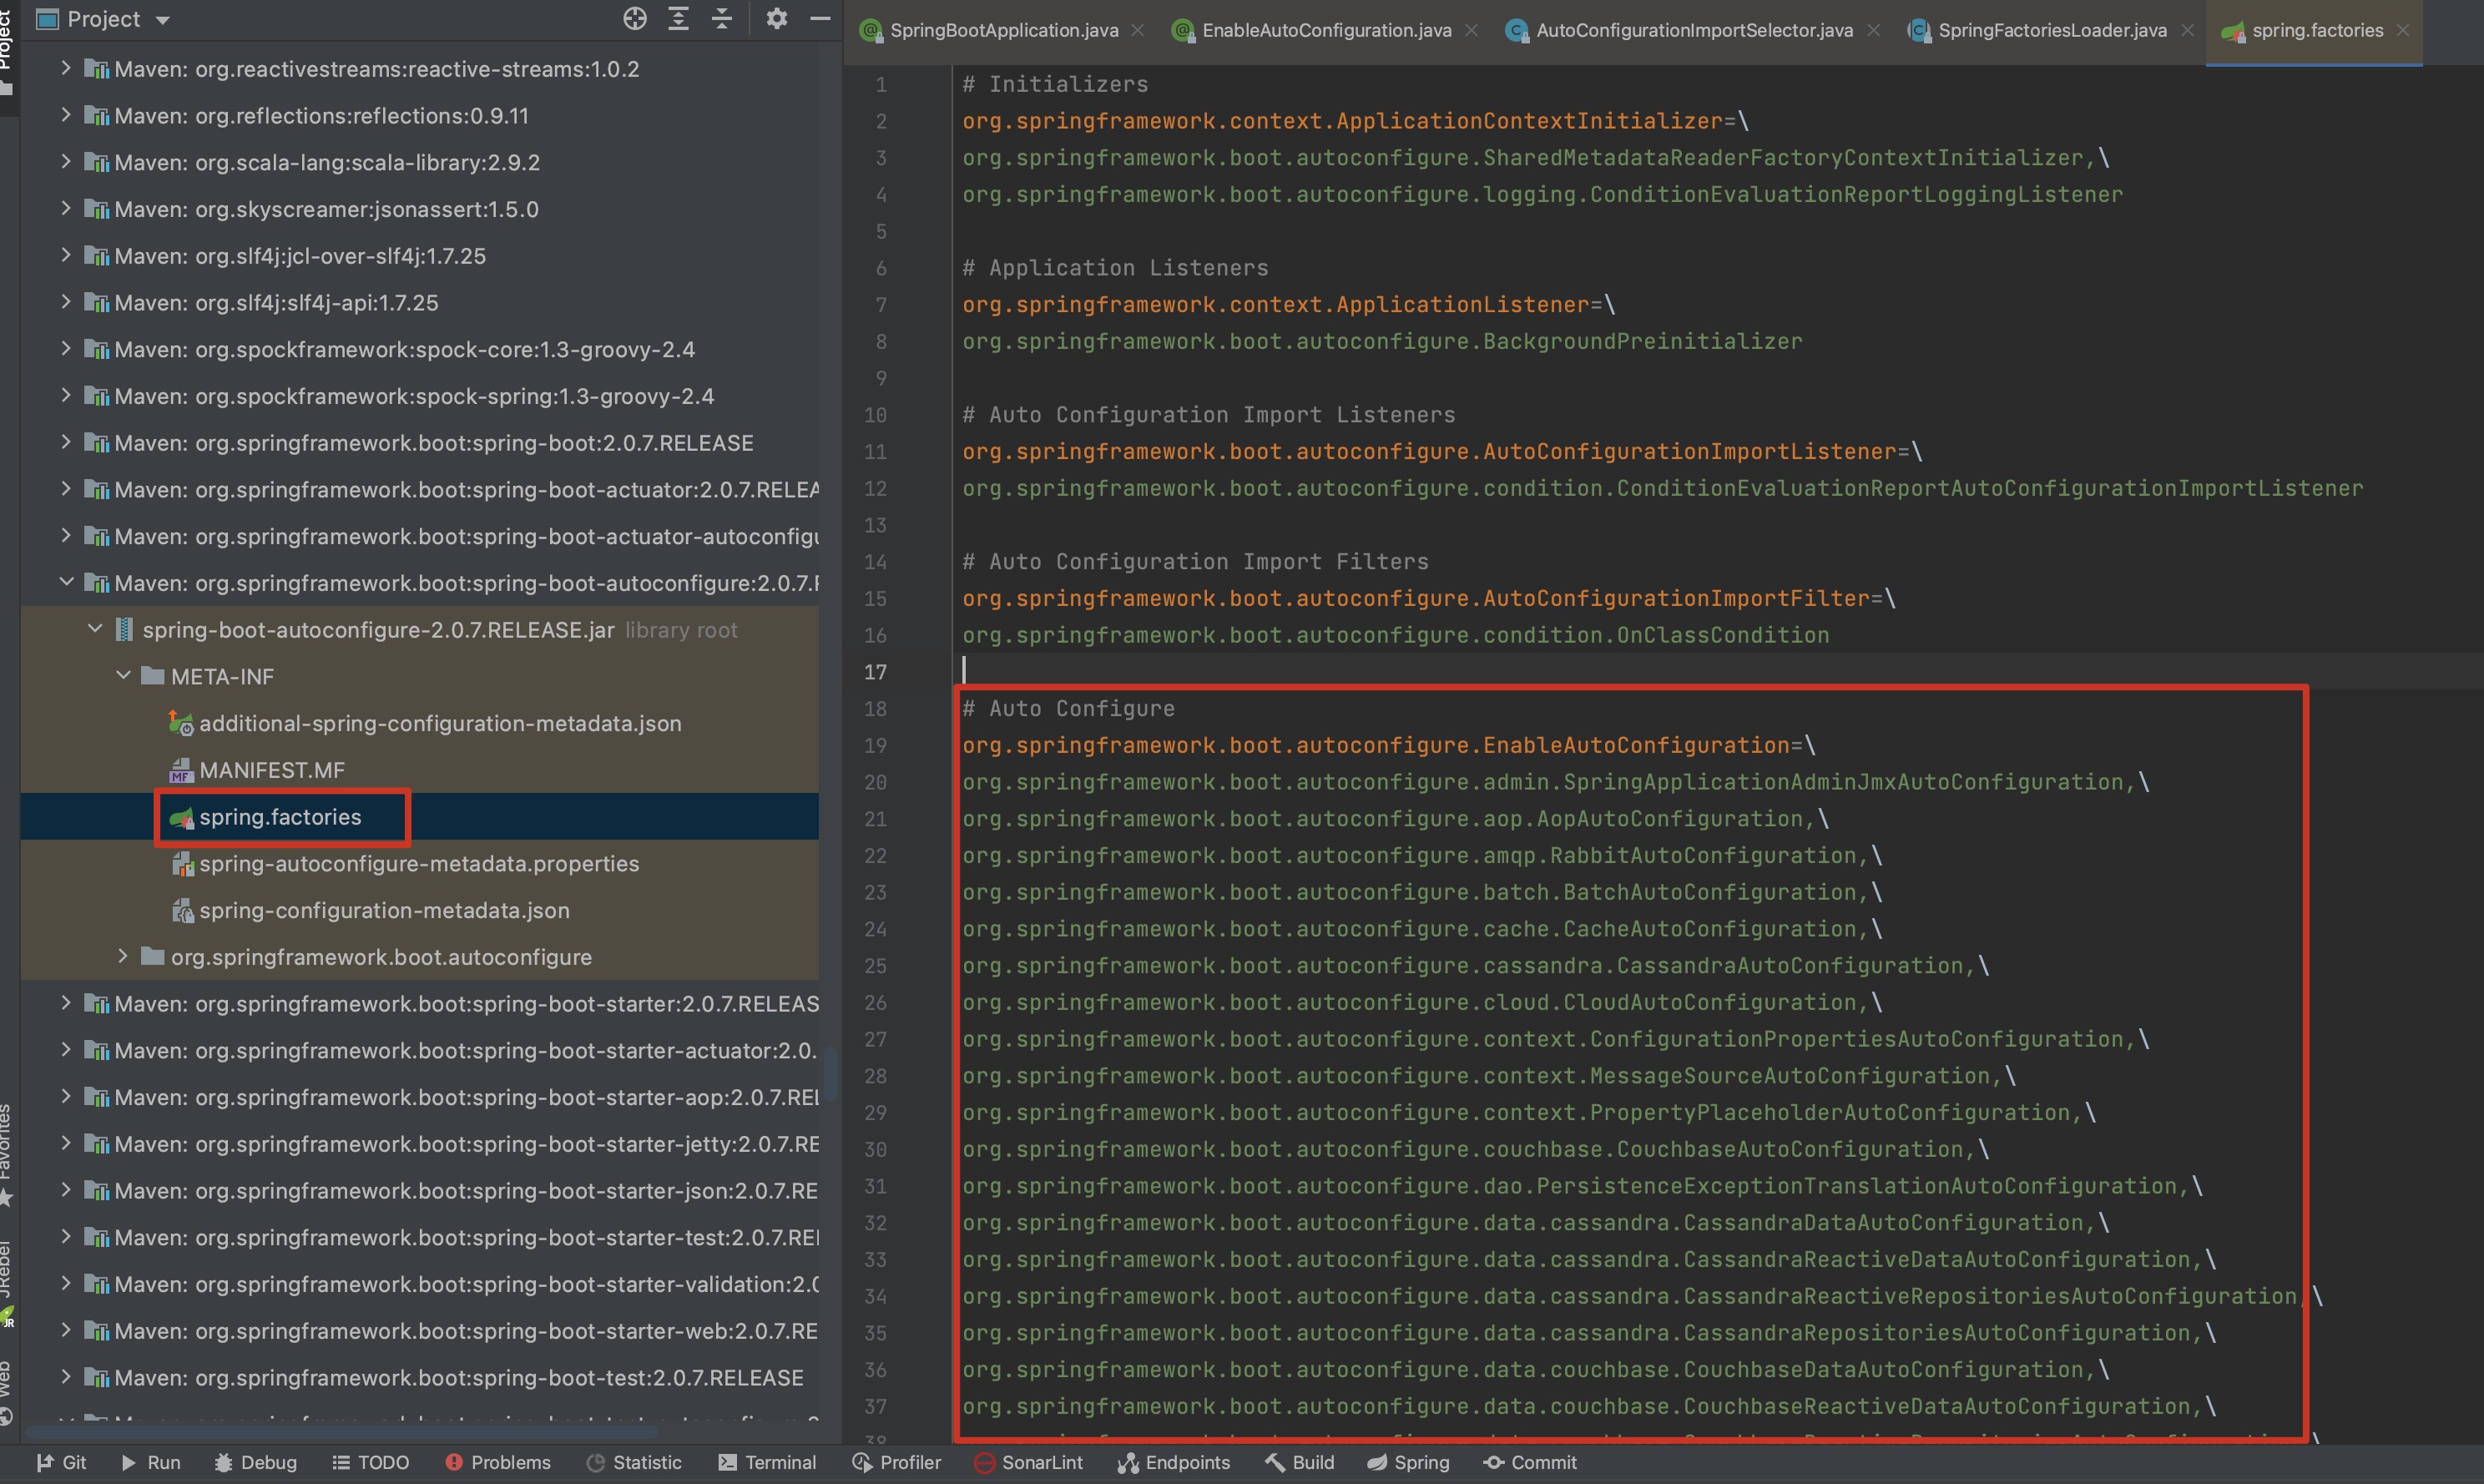 Project
Project
Maven: org.reactivestreams:reactive-streams:1.0.2
Maven: org.reflections:reflections:0.9.11
Maven: org.scala-lang:scala-library:2.9.2
Maven: org.skyscreamer:jsonassert:1.5.0
Maven: org.slf4j:jcl-over-slf4j:1.7.25
Maven: org.slf4j:slf4j-api:1.7.25
Maven: org.spockframework:spock-core:1.3-groovy-2.4
Maven: org.spockframework:spock-spring:1.3-groovy-2.4
Maven: org.springframework.boot:spring-boot:2.0.7.RELEASE
Maven: org.springframework.boot:spring-boot-actuator:2.0.7.RELEA
Maven: org.springframework.boot:spring-boot-actuator-autoconfigu
Maven: org.springframework.boot:spring-boot-autoconfigure:2.0.7.R
spring-boot-autoconfigure-2.0.7.RELEASE.jar library root
META-INF
additional-spring-configuration-metadata.json
MANIFEST.MF
spring.factories
spring-autoconfigure-metadata.properties
spring-configuration-metadata.json
org.springframework.boot.autoconfigure
Maven: org.springframework.boot:spring-boot-starter:2.0.7.RELEAS
Maven: org.springframework.boot:spring-boot-starter-actuator:2.0.
Maven: org.springframework.boot:spring-boot-starter-aop:2.0.7.REL
Maven: org.springframework.boot:spring-boot-starter-jetty:2.0.7.RE
Maven: org.springframework.boot:spring-boot-starter-json:2.0.7.RE
Maven: org.springframework.boot:spring-boot-starter-test:2.0.7.REI
Maven: org.springframework.boot:spring-boot-starter-validation:2.0
Maven: org.springframework.boot:spring-boot-starter-web:2.0.7.RE
Maven: org.springframework.boot:spring-boot-test:2.0.7.RELEASE
Favorites
JRebel
Web
SpringBootApplication.java
EnableAutoConfiguration.java
AutoConfigurationImportSelector.java
SpringFactoriesLoader.java
spring.factories
1 # Initializers
2 org.springframework.context.ApplicationContextInitializer=\
3 org.springframework.boot.autoconfigure.SharedMetadataReaderFactoryContextInitializer,\
4 org.springframework.boot.autoconfigure.logging.ConditionEvaluationReportLoggingListener
5
6 # Application Listeners
7 org.springframework.context.ApplicationListener=\
8 org.springframework.boot.autoconfigure.BackgroundPreinitializer
9
10 # Auto Configuration Import Listeners
11 org.springframework.boot.autoconfigure.AutoConfigurationImportListener=\
12 org.springframework.boot.autoconfigure.condition.ConditionEvaluationReportAutoConfigurationImportListener
13
14 # Auto Configuration Import Filters
15 org.springframework.boot.autoconfigure.AutoConfigurationImportFilter=\
16 org.springframework.boot.autoconfigure.condition.OnClassCondition
17
18 # Auto Configure
19 org.springframework.boot.autoconfigure.EnableAutoConfiguration=\
20 org.springframework.boot.autoconfigure.admin.SpringApplicationAdminJmxAutoConfiguration,\
21 org.springframework.boot.autoconfigure.aop.AopAutoConfiguration,\
22 org.springframework.boot.autoconfigure.amqp.RabbitAutoConfiguration,\
23 org.springframework.boot.autoconfigure.batch.BatchAutoConfiguration,\
24 org.springframework.boot.autoconfigure.cache.CacheAutoConfiguration,\
25 org.springframework.boot.autoconfigure.cassandra.CassandraAutoConfiguration,\
26 org.springframework.boot.autoconfigure.cloud.CloudAutoConfiguration,\
27 org.springframework.boot.autoconfigure.context.ConfigurationPropertiesAutoConfiguration,\
28 org.springframework.boot.autoconfigure.context.MessageSourceAutoConfiguration,\
29 org.springframework.boot.autoconfigure.context.PropertyPlaceholderAutoConfiguration,\
30 org.springframework.boot.autoconfigure.couchbase.CouchbaseAutoConfiguration,\
31 org.springframework.boot.autoconfigure.dao.PersistenceExceptionTranslationAutoConfiguration,\
32 org.springframework.boot.autoconfigure.data.cassandra.CassandraDataAutoConfiguration,\
33 org.springframework.boot.autoconfigure.data.cassandra.CassandraReactiveDataAutoConfiguration,\
34 org.springframework.boot.autoconfigure.data.cassandra.CassandraReactiveRepositoriesAutoConfiguration,\
35 org.springframework.boot.autoconfigure.data.cassandra.CassandraRepositoriesAutoConfiguration,\
36 org.springframework.boot.autoconfigure.data.couchbase.CouchbaseDataAutoConfiguration,\
37 org.springframework.boot.autoconfigure.data.couchbase.CouchbaseReactiveDataAutoConfiguration,\
38
Git
Run
Debug
TODO
Problems
Statistic
Terminal
Profiler
SonarLint
Endpoints
Build
Spring
Commit